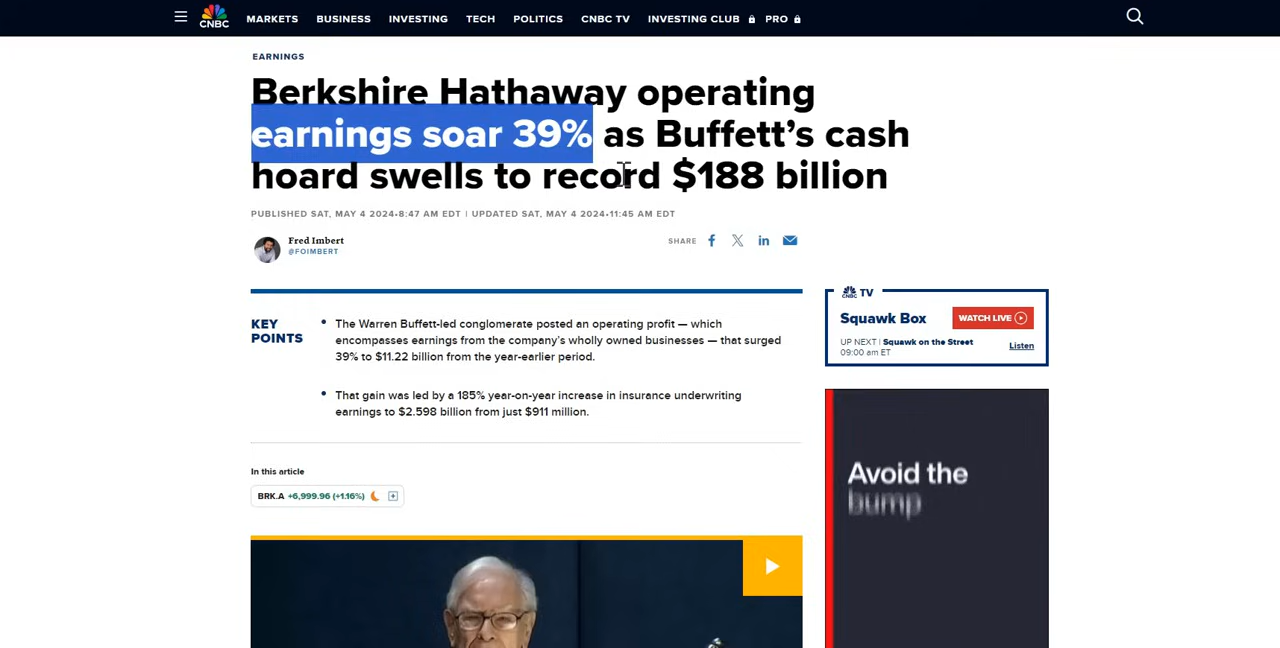 CNBC
MARKETS
BUSINESS
INVESTING
TECH
POLITICS
CNBC TV
INVESTING CLUB
PRO
EARNINGS
Berkshire Hathaway operating
earnings soar 39% as Buffett’s cash
hoard swells to record $188 billion
PUBLISHED SAT, MAY 4 2024•8:47 AM EDT | UPDATED SAT, MAY 4 2024•11:45 AM EDT
Fred Imbert
@FOIMBERT
SHARE
KEY
POINTS
The Warren Buffett-led conglomerate posted an operating profit — which
encompasses earnings from the company’s wholly owned businesses — that surged
39% to $11.22 billion from the year-earlier period.
That gain was led by a 185% year-on-year increase in insurance underwriting
earnings to $2.598 billion from just $911 million.
In this article
BRK.A +6,999.96 (+1.16%)
CNBC TV
Squawk Box
WATCH LIVE
UP NEXT | Squawk on the Street
09:00 am ET
Listen
Avoid the
bump